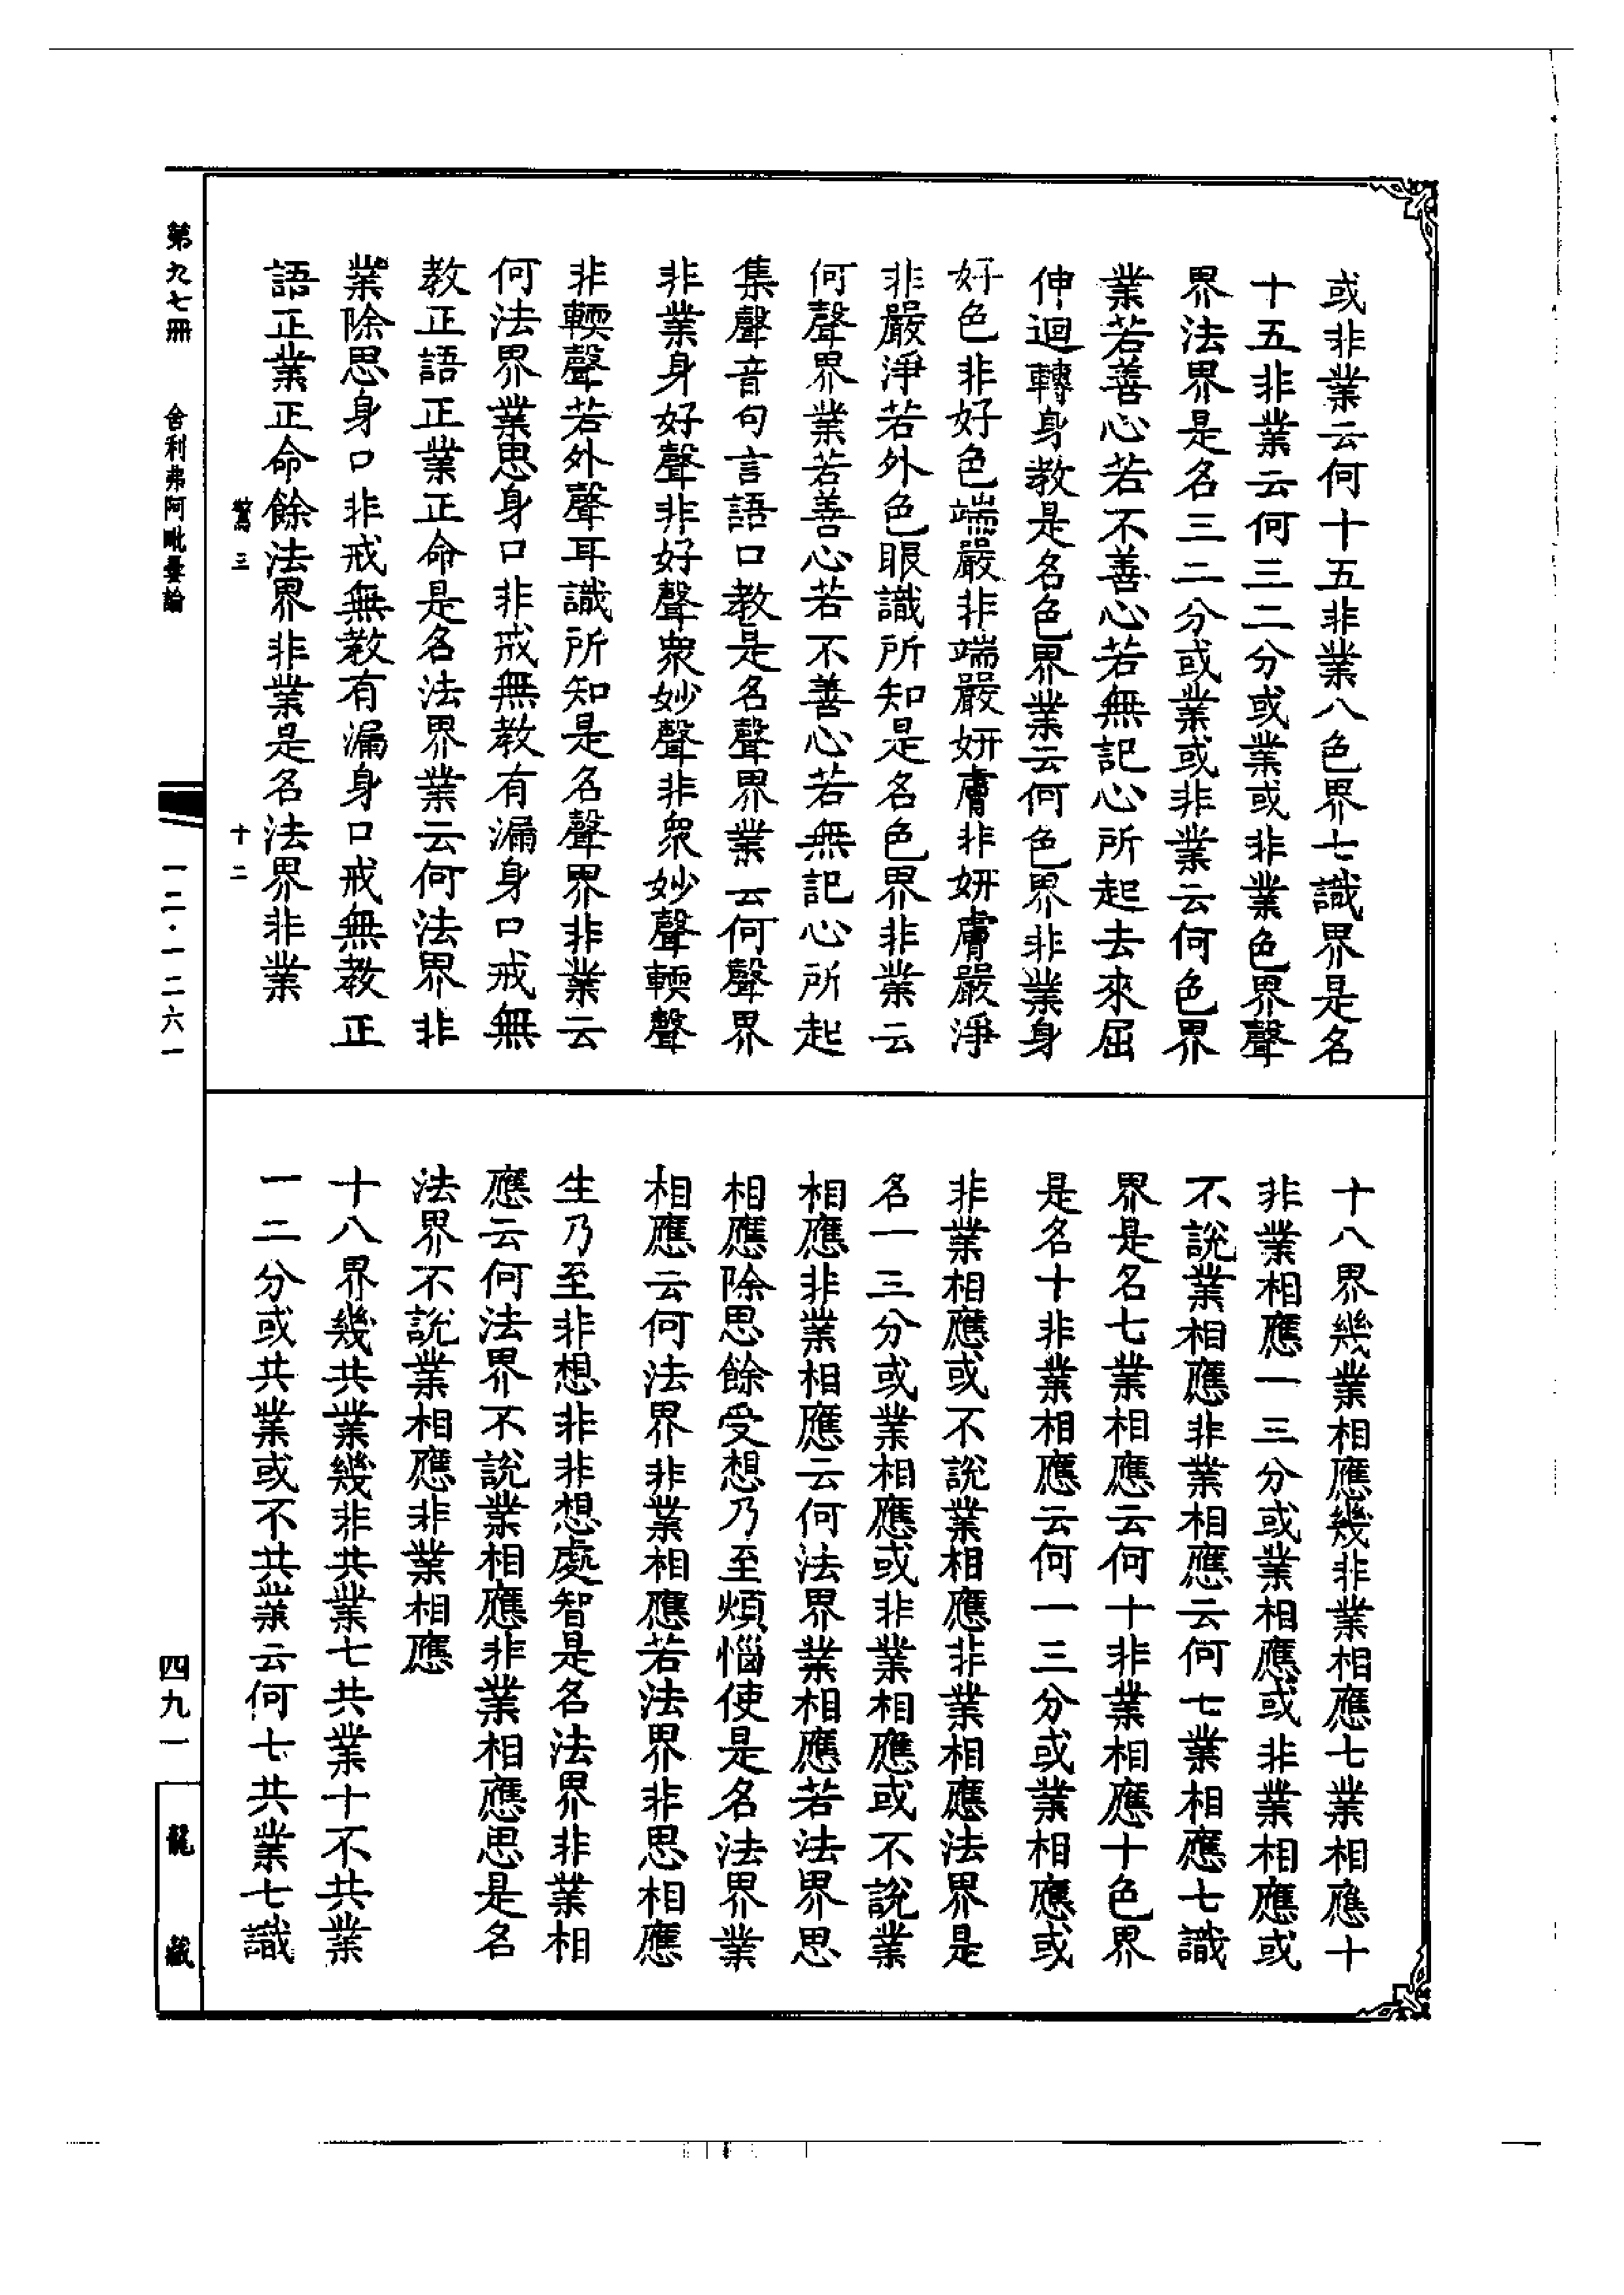 或非業云何十五非業八色界七識界是名
十五非業云何三二分或業或非業色界聲
界法界是名三二分或業或非業云何色界
業若善心若不善心若無記心所起去來屈
伸迴轉身教是名色界業云何色界非業身
好色非好色端嚴非端嚴妍膚非妍膚嚴淨
非嚴淨若外色眼識所知是名色界非業云
何聲界業若善心若不善心若無記心所起
集聲音句言語口教是名聲界業云何聲界
非業身好聲非好聲衆妙聲非衆妙聲輭聲
非輭聲若外聲耳識所知是名聲界非業云
何法界業思身口非戒無教有漏身口戒無
教正語正業正命是名法界業云何法界非
業除思身口非戒無教有漏身口戒無教正
語正業正命餘法界非業是名法界非業
十八界幾業相應幾非業相應七業相應十
非業相應一三分或業相應或非業相應或
不說業相應非業相應云何七業相應七識
界是名七業相應云何十非業相應十色界
是名十非業相應云何一三分或業相應或
非業相應或不說業相應非業相應法界是
名一三分或業相應或非業相應或不說業
相應非業相應云何法界業相應若法界思
相應除思餘受想乃至煩惱使是名法界業
相應云何法界非業相應若法界非思相應
生乃至非想非非想處智是名法界非業相
應云何法界不說業相應非業相應思是名
法界不說業相應非業相應
十八界幾共業幾非共業七共業十不共業
一二分或共業或不共業云何七共業七識
第九七冊 舍利弗阿毗曇論
一二·一二六一
四九一
龍藏
三 十二